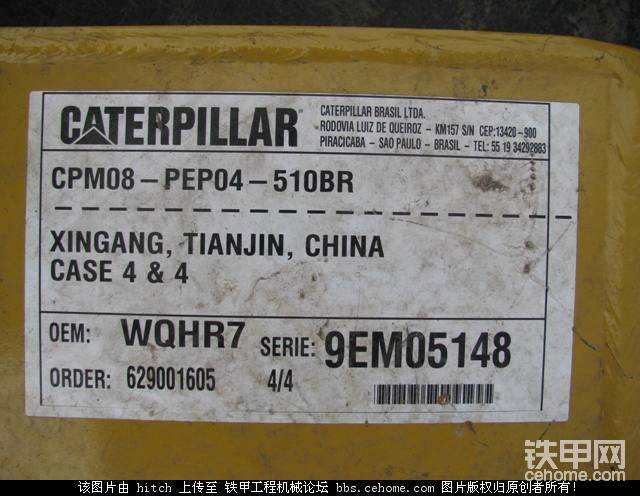 CATERPILLAR
CATERPILLAR BRASIL LTDA.
RODOVIA LUIZ DE QUEIROZ - KM157 S/N CEP:13420-900
PIRACICABA - SAO PAULO - BRASIL - TEL: 55 19 34292883
CPM08-PEP04-510BR
XINGANG, TIANJIN, CHINA
CASE 4 & 4
OEM: WQHR7 SERIE: 9EM05148
ORDER: 629001605 4/4
铁甲网
cehome.com
该图片由 hitch 上传至 铁甲工程机械论坛 bbs.cehome.com 图片版权归原创者所有!